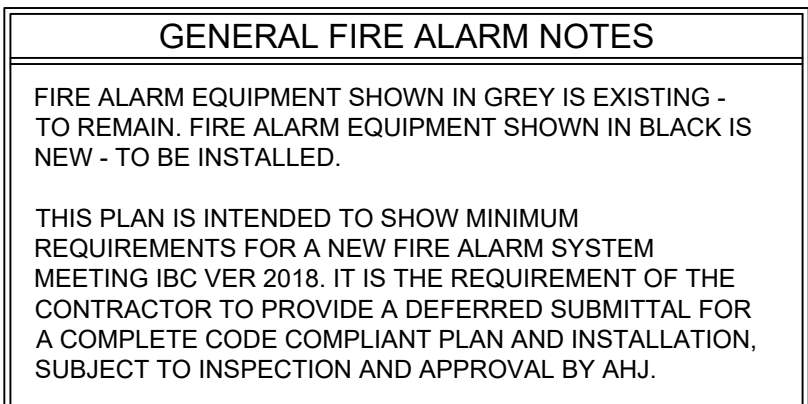 GENERAL FIRE ALARM NOTES
FIRE ALARM EQUIPMENT SHOWN IN GREY IS EXISTING -
TO REMAIN. FIRE ALARM EQUIPMENT SHOWN IN BLACK IS
NEW - TO BE INSTALLED.
THIS PLAN IS INTENDED TO SHOW MINIMUM
REQUIREMENTS FOR A NEW FIRE ALARM SYSTEM
MEETING IBC VER 2018. IT IS THE REQUIREMENT OF THE
CONTRACTOR TO PROVIDE A DEFERRED SUBMITTAL FOR
A COMPLETE CODE COMPLIANT PLAN AND INSTALLATION,
SUBJECT TO INSPECTION AND APPROVAL BY AHJ.